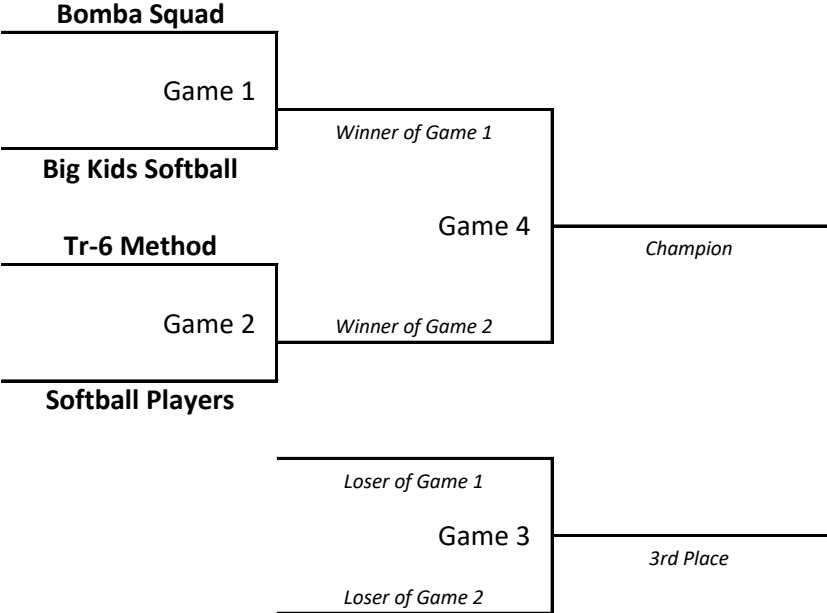 Bomba Squad
Game 1
Winner of Game 1
Big Kids Softball
Game 4
Tr-6 Method
Champion
Game 2
Winner of Game 2
Softball Players
Loser of Game 1
Game 3
3rd Place
Loser of Game 2